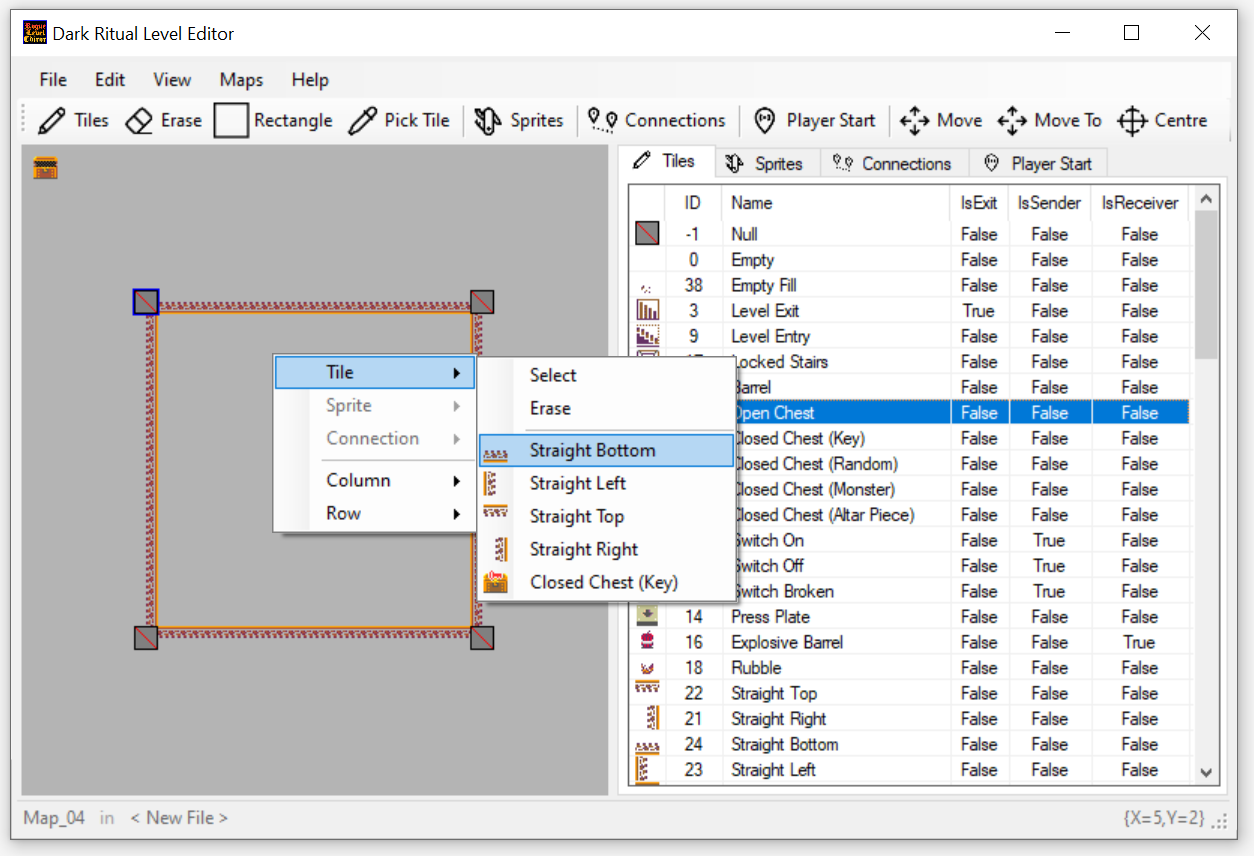 Rogue Level Editor
Dark Ritual Level Editor
File Edit View Maps Help
Tiles Erase Rectangle Pick Tile Sprites Connections Player Start Move Move To Centre
Tiles Sprites Connections Player Start
ID Name IsExit IsSender IsReceiver
-1 Null False False False
0 Empty False False False
38 Empty Fill False False False
3 Level Exit True False False
9 Level Entry False False False
Locked Stairs False False False
Barrel False False False
Open Chest False False False
Closed Chest (Key) False False False
Closed Chest (Random) False False False
Closed Chest (Monster) False False False
Closed Chest (Altar Piece) False False False
Switch On False True False
Switch Off False True False
Switch Broken False True False
14 Press Plate False False False
16 Explosive Barrel False False True
18 Rubble False False False
22 Straight Top False False False
21 Straight Right False False False
24 Straight Bottom False False False
23 Straight Left False False False
Tile
Sprite
Connection
Column
Row
Select
Erase
Straight Bottom
Straight Left
Straight Top
Straight Right
Closed Chest (Key)
Map_04 in < New File > {X=5,Y=2}